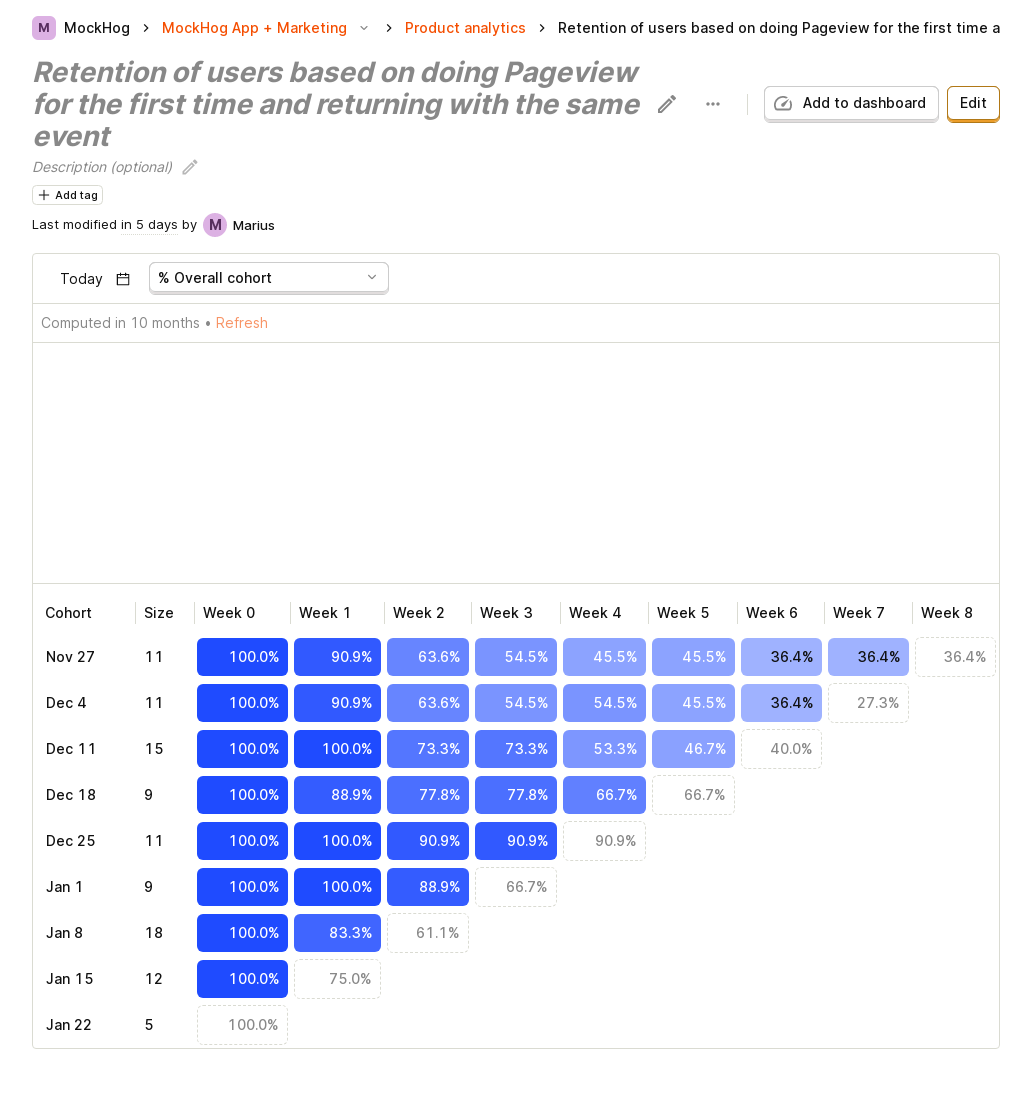 M MockHog > MockHog App + Marketing > Product analytics > Retention of users based on doing Pageview for the first time a
Retention of users based on doing Pageview
for the first time and returning with the same
event
Add to dashboard
Edit
Description (optional)
Add tag
Last modified in 5 days by M Marius
Today
% Overall cohort
Computed in 10 months • Refresh
Cohort Size Week 0 Week 1 Week 2 Week 3 Week 4 Week 5 Week 6 Week 7 Week 8
Nov 27 11 100.0% 90.9% 63.6% 54.5% 45.5% 45.5% 36.4% 36.4% 36.4%
Dec 4 11 100.0% 90.9% 63.6% 54.5% 54.5% 45.5% 36.4% 27.3%
Dec 11 15 100.0% 100.0% 73.3% 73.3% 53.3% 46.7% 40.0%
Dec 18 9 100.0% 88.9% 77.8% 77.8% 66.7% 66.7%
Dec 25 11 100.0% 100.0% 90.9% 90.9% 90.9%
Jan 1 9 100.0% 100.0% 88.9% 66.7%
Jan 8 18 100.0% 83.3% 61.1%
Jan 15 12 100.0% 75.0%
Jan 22 5 100.0%